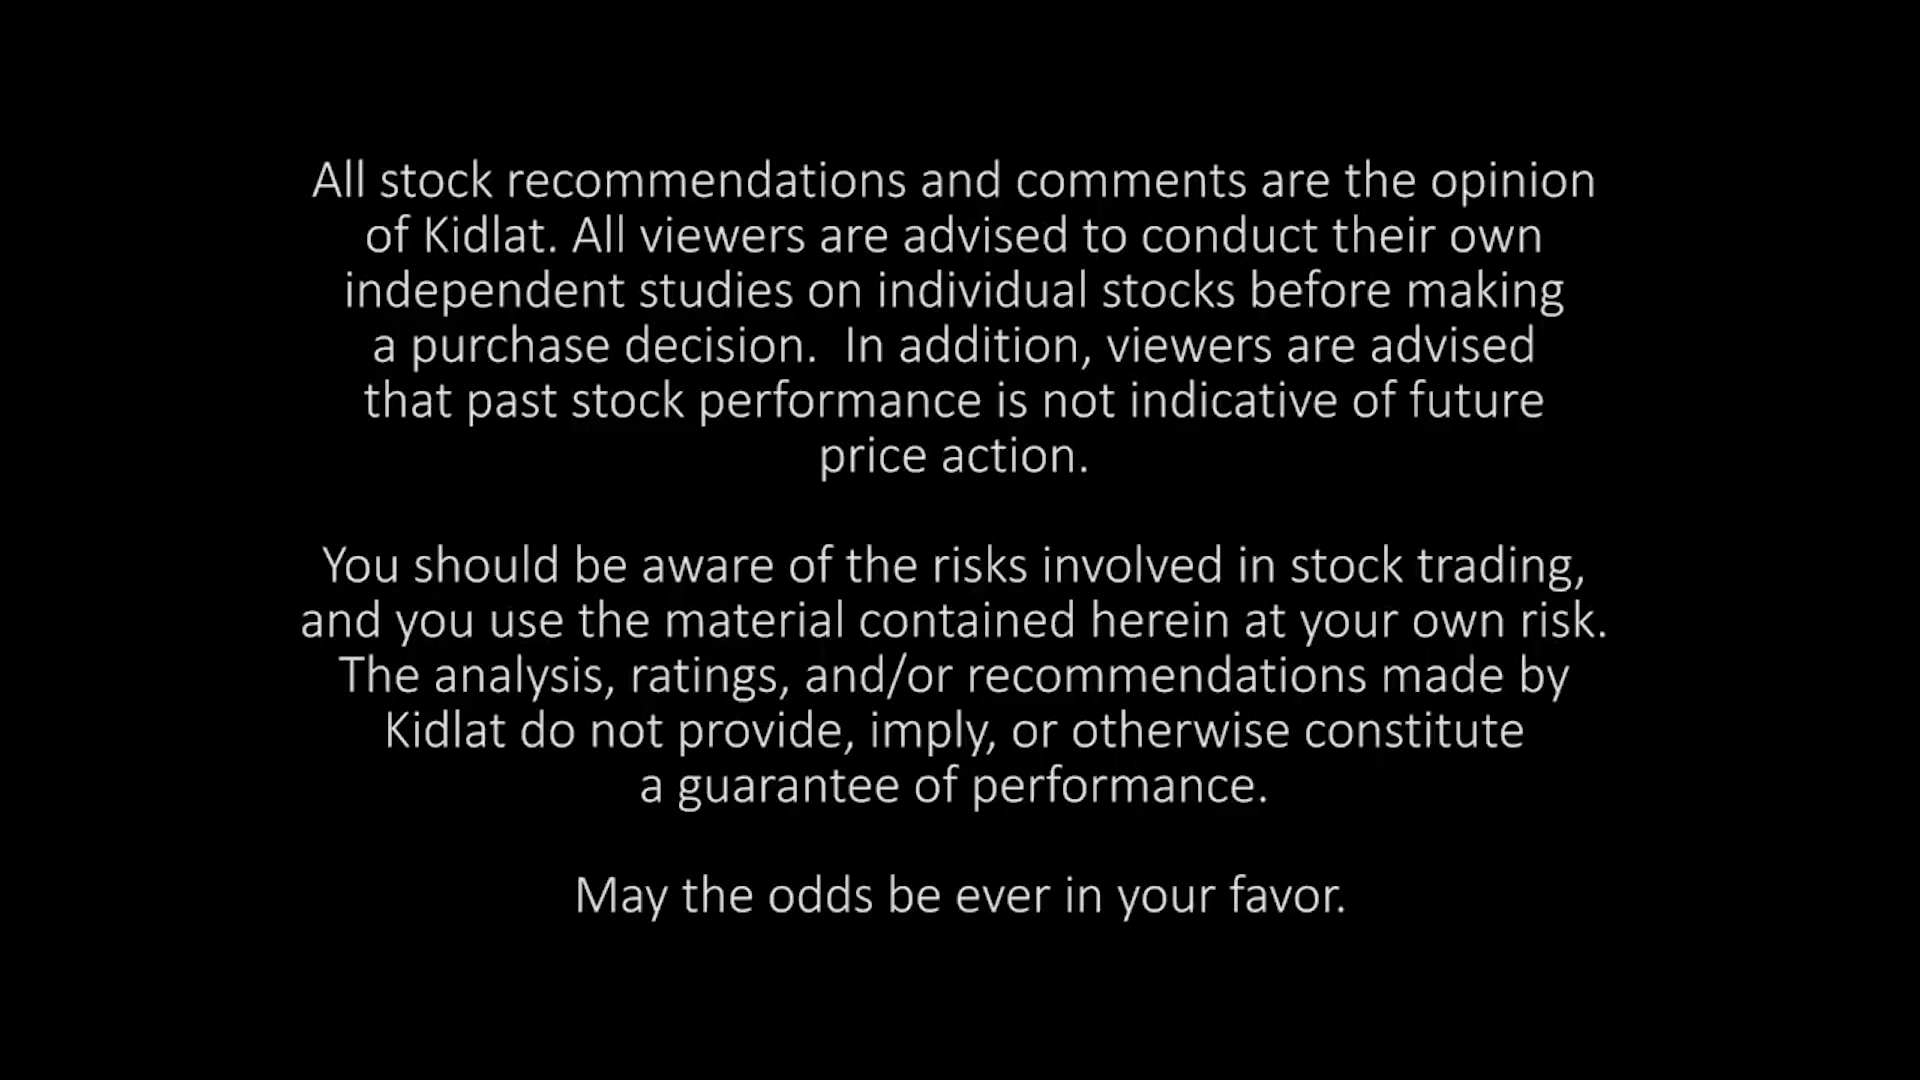 All stock recommendations and comments are the opinion
of Kidlat. All viewers are advised to conduct their own
independent studies on individual stocks before making
a purchase decision.  In addition, viewers are advised
that past stock performance is not indicative of future
price action.
You should be aware of the risks involved in stock trading,
and you use the material contained herein at your own risk.
The analysis, ratings, and/or recommendations made by
Kidlat do not provide, imply, or otherwise constitute
a guarantee of performance.
May the odds be ever in your favor.